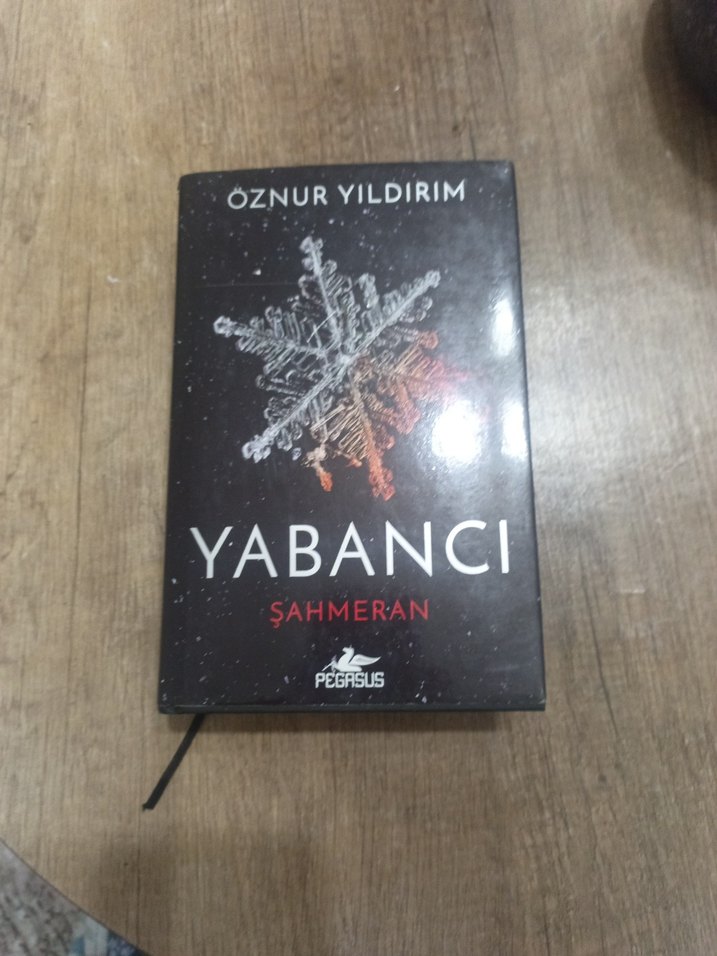 ÖZNUR YILDIRIM
YABANCI
ŞAHMERAN
PEGASUS